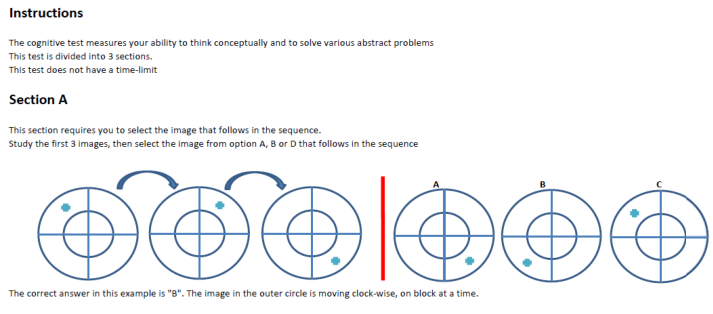 Instructions
The cognitive test measures your ability to think conceptually and to solve various abstract problems
This test is divided into 3 sections.
This test does not have a time-limit
Section A
This section requires you to select the image that follows in the sequence.
Study the first 3 images, then select the image from option A, B or D that follows in the sequence
A B C
The correct answer in this example is "B". The image in the outer circle is moving clock-wise, on block at a time.